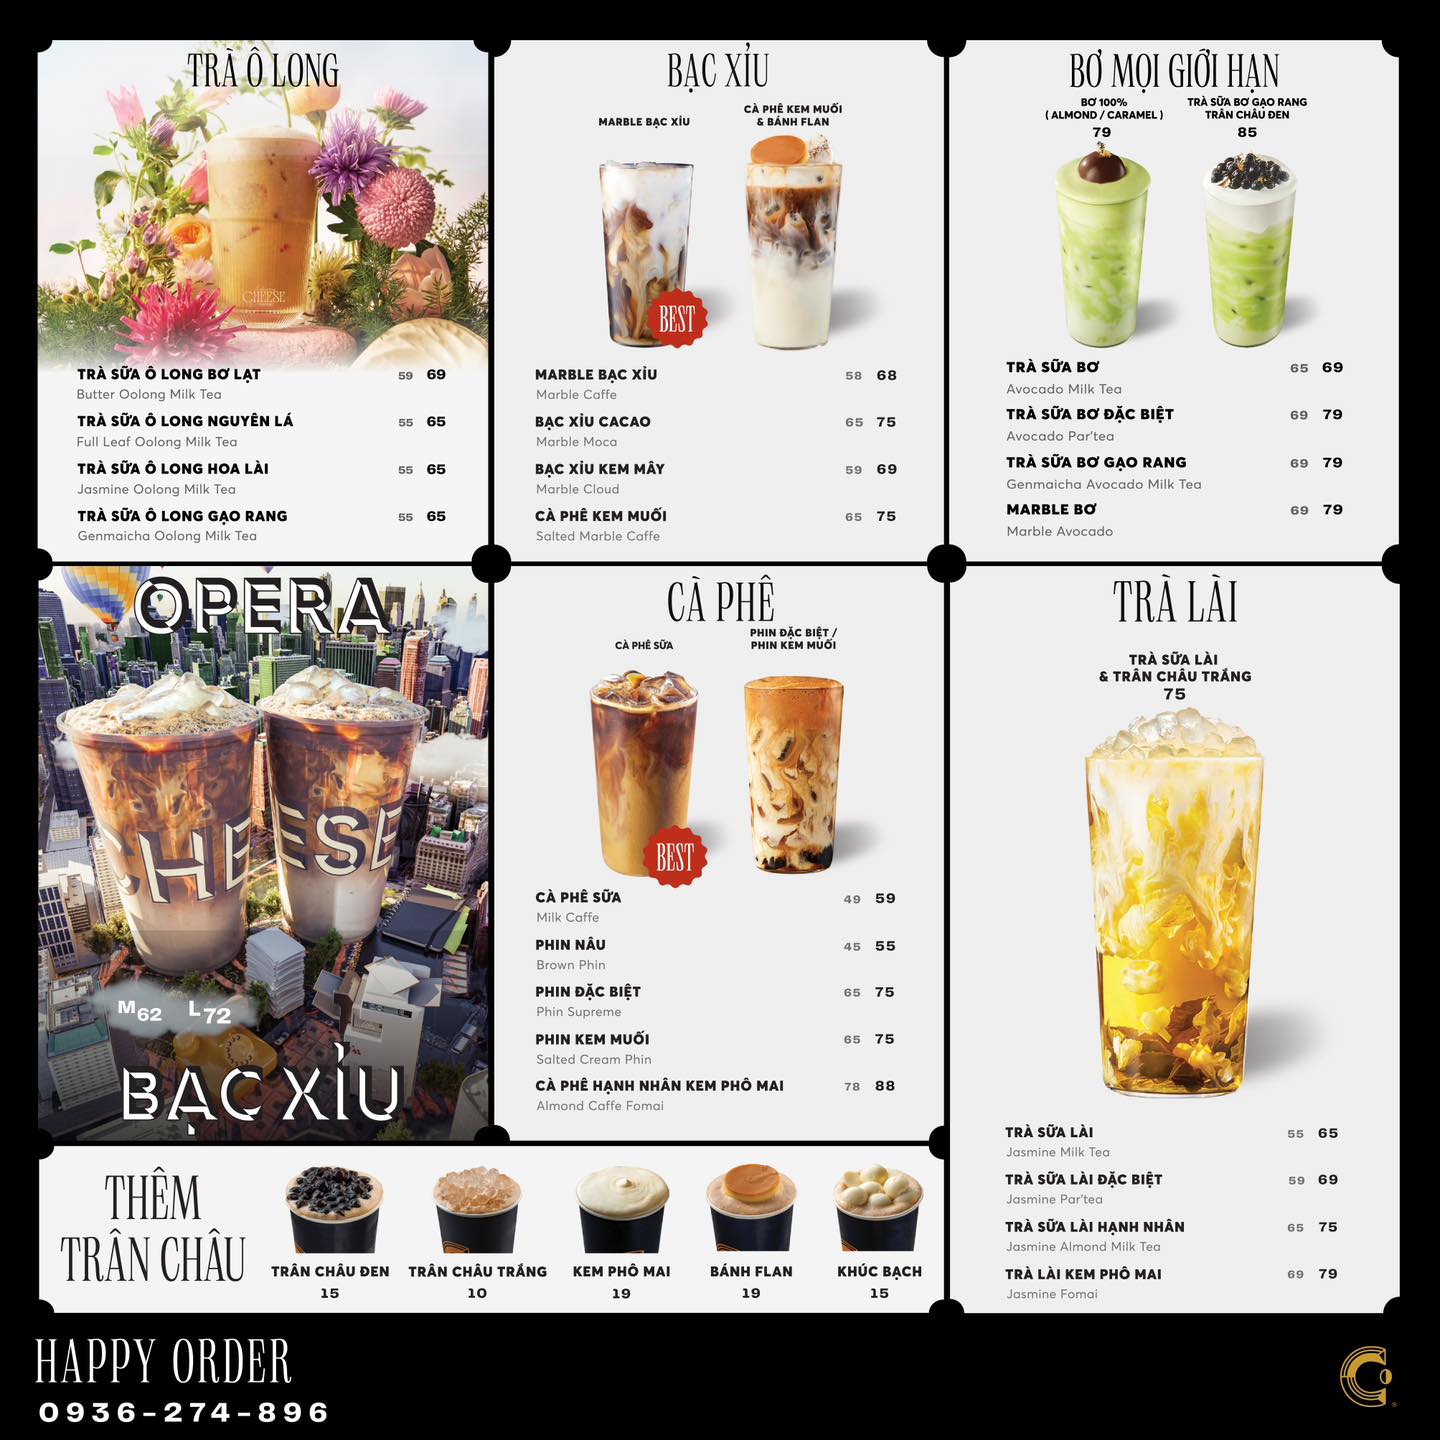 TRÀ Ô LONG
CHEESE
TRÀ SỮA Ô LONG BƠ LẠT 59 69
Butter Oolong Milk Tea
TRÀ SỮA Ô LONG NGUYÊN LÁ 55 65
Full Leaf Oolong Milk Tea
TRÀ SỮA Ô LONG HOA LÀI 55 65
Jasmine Oolong Milk Tea
TRÀ SỮA Ô LONG GẠO RANG 55 65
Genmaicha Oolong Milk Tea
BẠC XỈU
MARBLE BẠC XỈU
CÀ PHÊ KEM MUỐI
& BÁNH FLAN
BEST
MARBLE BẠC XỈU 58 68
Marble Caffe
BẠC XỈU CACAO 65 75
Marble Moca
BẠC XỈU KEM MÂY 59 69
Marble Cloud
CÀ PHÊ KEM MUỐI 65 75
Salted Marble Caffe
BƠ MỌI GIỚI HẠN
BƠ 100%
( ALMOND / CARAMEL )
79
TRÀ SỮA BƠ GẠO RANG
TRÂN CHÂU ĐEN
85
TRÀ SỮA BƠ 65 69
Avocado Milk Tea
TRÀ SỮA BƠ ĐẶC BIỆT 69 79
Avocado Par'tea
TRÀ SỮA BƠ GẠO RANG 69 79
Genmaicha Avocado Milk Tea
MARBLE BƠ 69 79
Marble Avocado
OPERA
CHEESE
M62 L72
BẠC XỈU
CÀ PHÊ
CÀ PHÊ SỮA
PHIN ĐẶC BIỆT /
PHIN KEM MUỐI
BEST
CÀ PHÊ SỮA 49 59
Milk Caffe
PHIN NÂU 45 55
Brown Phin
PHIN ĐẶC BIỆT 65 75
Phin Supreme
PHIN KEM MUỐI 65 75
Salted Cream Phin
CÀ PHÊ HẠNH NHÂN KEM PHÔ MAI 78 88
Almond Caffe Fomai
TRÀ LÀI
TRÀ SỮA LÀI
& TRÂN CHÂU TRẮNG
75
TRÀ SỮA LÀI 55 65
Jasmine Milk Tea
TRÀ SỮA LÀI ĐẶC BIỆT 59 69
Jasmine Par'tea
TRÀ SỮA LÀI HẠNH NHÂN 65 75
Jasmine Almond Milk Tea
TRÀ LÀI KEM PHÔ MAI 69 79
Jasmine Fomai
THÊM
TRÂN CHÂU
TRÂN CHÂU ĐEN
15
TRÂN CHÂU TRẮNG
10
KEM PHÔ MAI
19
BÁNH FLAN
19
KHÚC BẠCH
15
HAPPY ORDER
0936-274-896